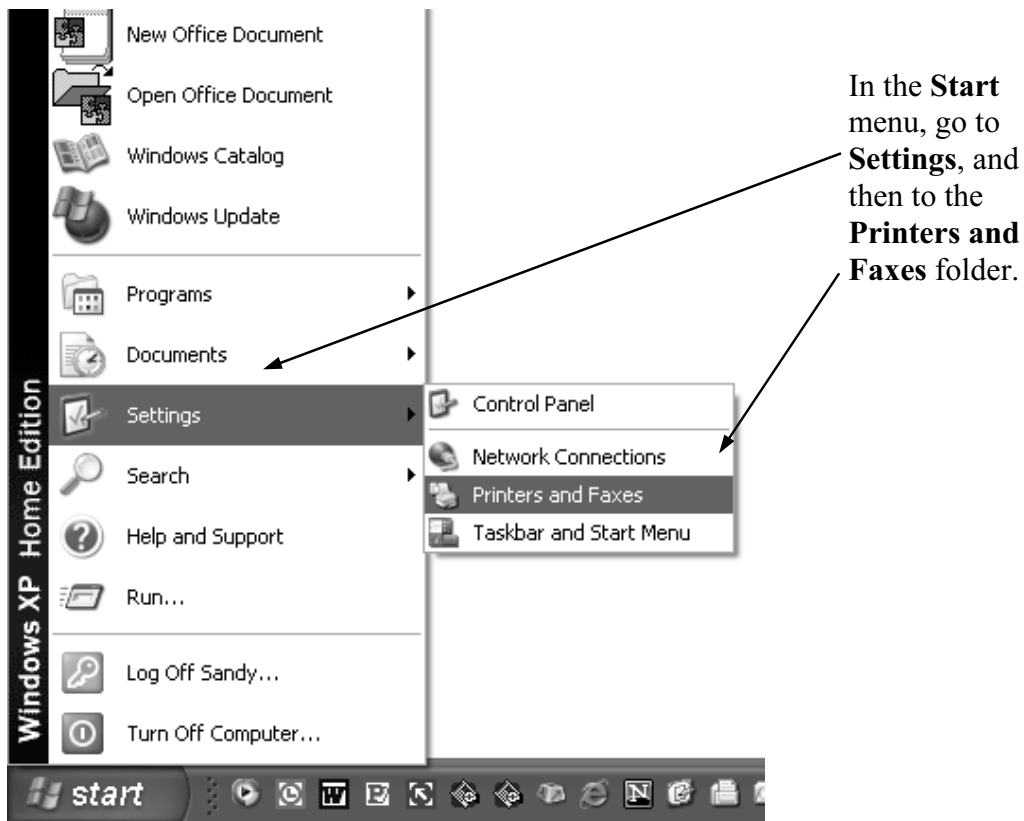 New Office Document
Open Office Document
Windows Catalog
Windows Update
Programs
Documents
Settings
Search
Help and Support
Run...
Log Off Sandy...
Turn Off Computer...
Windows XP Home Edition
Control Panel
Network Connections
Printers and Faxes
Taskbar and Start Menu
In the Start
menu, go to
Settings, and
then to the
Printers and
Faxes folder.
start